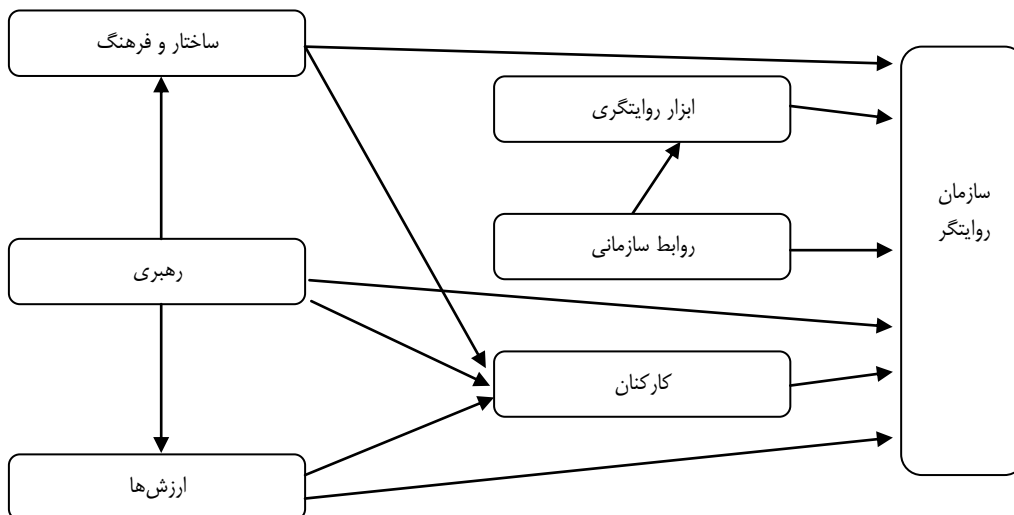 ساختار و فرهنگ
ابزار روایتگری
سازمان
روایتگر
روابط سازمانی
رهبری
کارکنان
ارزش‌ها